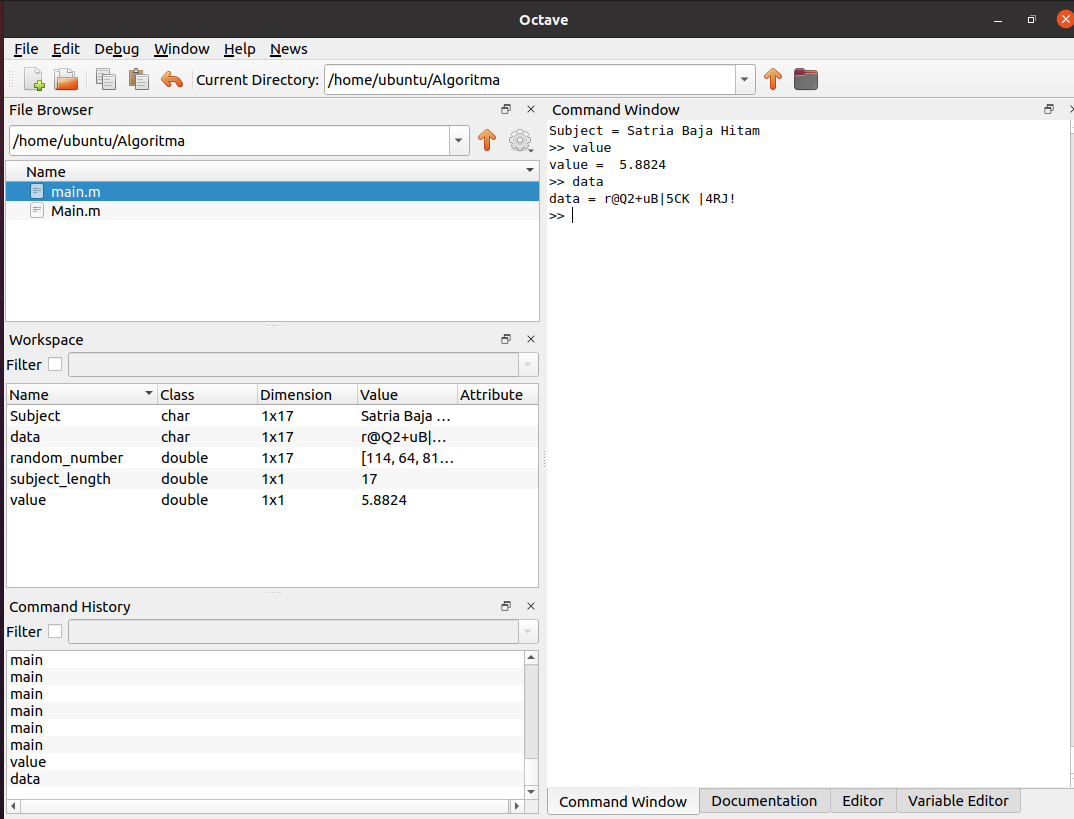 Octave
File Edit Debug Window Help News
Current Directory: /home/ubuntu/Algoritma
File Browser
/home/ubuntu/Algoritma
Name
main.m
Main.m
Workspace
Filter
Name Class Dimension Value Attribute
Subject char 1x17 Satria Baja ...
data char 1x17 r@Q2+uB|...
random_number double 1x17 [114, 64, 81...
subject_length double 1x1 17
value double 1x1 5.8824
Command History
Filter
main
main
main
main
main
main
value
data
Command Window
Subject = Satria Baja Hitam
>> value
value =  5.8824
>> data
data = r@Q2+uB|5CK |4RJ!
>>
Command Window Documentation Editor Variable Editor